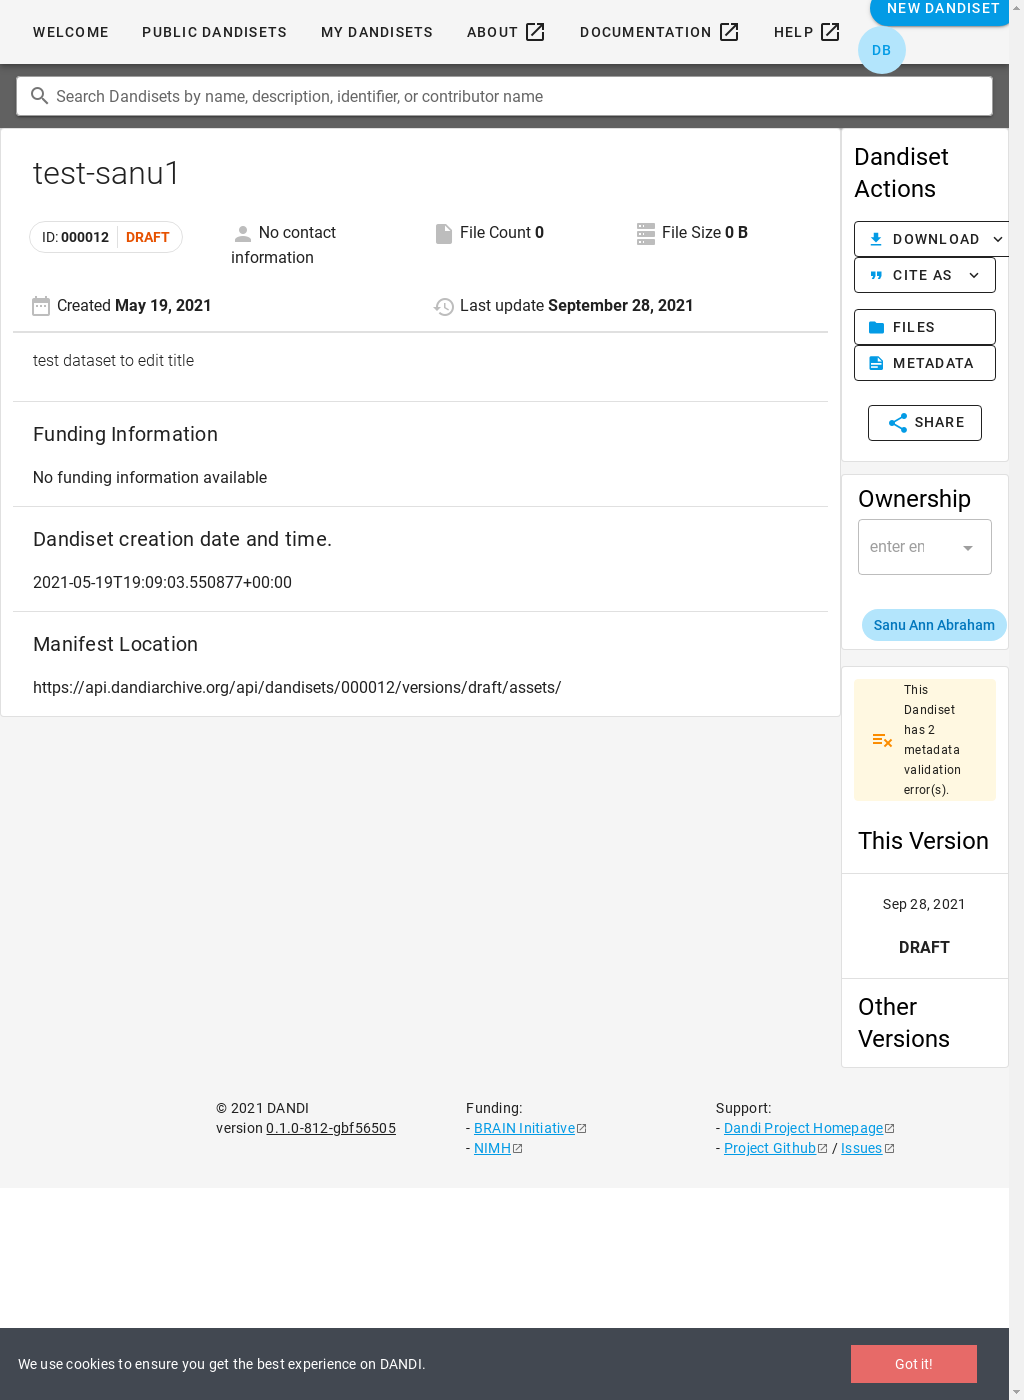 WELCOME PUBLIC DANDISETS MY DANDISETS ABOUT DOCUMENTATION HELP
NEW DANDISET
DB
Search Dandisets by name, description, identifier, or contributor name
test-sanu1
ID: 000012 DRAFT
No contact information
File Count 0
File Size 0 B
Created May 19, 2021
Last update September 28, 2021
test dataset to edit title
Funding Information
No funding information available
Dandiset creation date and time.
2021-05-19T19:09:03.550877+00:00
Manifest Location
https://api.dandiarchive.org/api/dandisets/000012/versions/draft/assets/
Dandiset
Actions
DOWNLOAD
CITE AS
FILES
METADATA
SHARE
Ownership
enter en
Sanu Ann Abraham
This
Dandiset
has 2
metadata
validation
error(s).
This Version
Sep 28, 2021
DRAFT
Other
Versions
© 2021 DANDI
version 0.1.0-812-gbf56505
Funding:
- BRAIN Initiative
- NIMH
Support:
- Dandi Project Homepage
- Project Github / Issues
We use cookies to ensure you get the best experience on DANDI.
Got it!